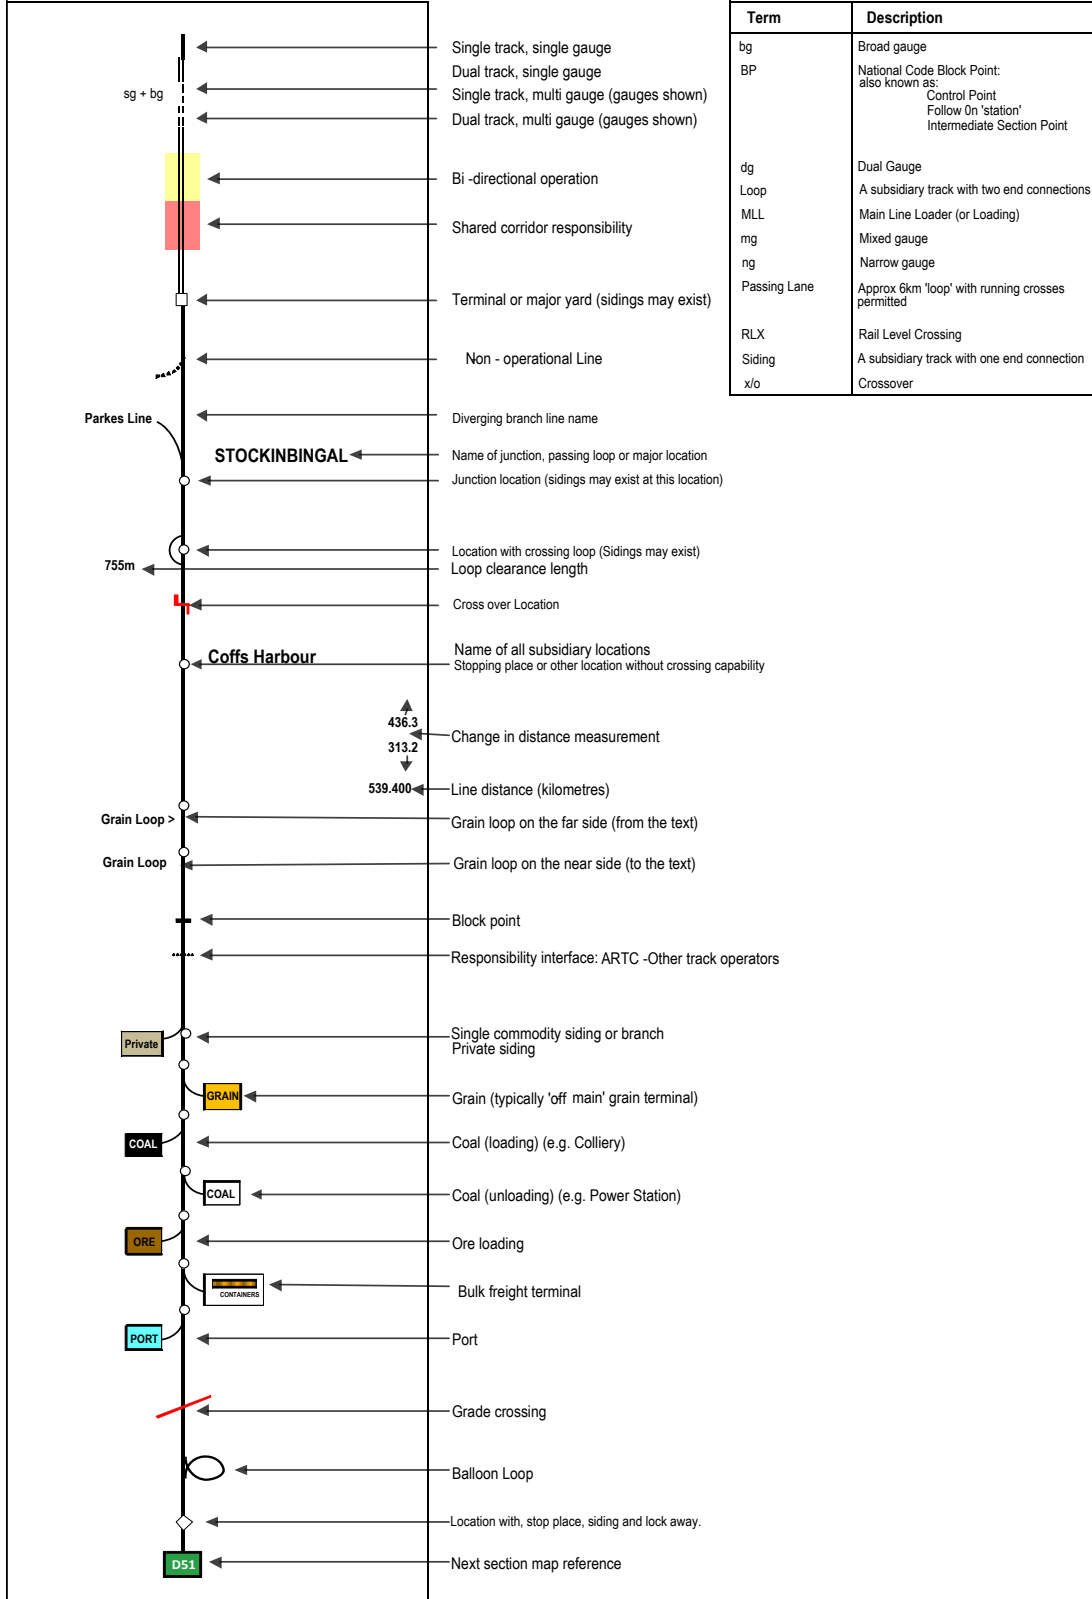 Single track, single gauge
Dual track, single gauge
sg + bg
Single track, multi gauge (gauges shown)
Dual track, multi gauge (gauges shown)
Bi -directional operation
Shared corridor responsibility
Terminal or major yard (sidings may exist)
Non - operational Line
Parkes Line
Diverging branch line name
STOCKINBINGAL
Name of junction, passing loop or major location
Junction location (sidings may exist at this location)
Location with crossing loop (Sidings may exist)
755m
Loop clearance length
Cross over Location
Coffs Harbour
Name of all subsidiary locations
Stopping place or other location without crossing capability
436.3
Change in distance measurement
313.2
539.400
Line distance (kilometres)
Grain Loop >
Grain loop on the far side (from the text)
Grain Loop
Grain loop on the near side (to the text)
Block point
Responsibility interface: ARTC -Other track operators
Single commodity siding or branch
Private
Private siding
GRAIN
Grain (typically 'off main' grain terminal)
COAL
Coal (loading) (e.g. Colliery)
COAL
Coal (unloading) (e.g. Power Station)
ORE
Ore loading
CONTAINERS
Bulk freight terminal
PORT
Port
Grade crossing
Balloon Loop
Location with, stop place, siding and lock away.
D51
Next section map reference
Term Description
bg Broad gauge
BP National Code Block Point:
also known as:
Control Point
Follow 0n 'station'
Intermediate Section Point
dg Dual Gauge
Loop A subsidiary track with two end connections
MLL Main Line Loader (or Loading)
mg Mixed gauge
ng Narrow gauge
Passing Lane Approx 6km 'loop' with running crosses
permitted
RLX Rail Level Crossing
Siding A subsidiary track with one end connection
x/o Crossover